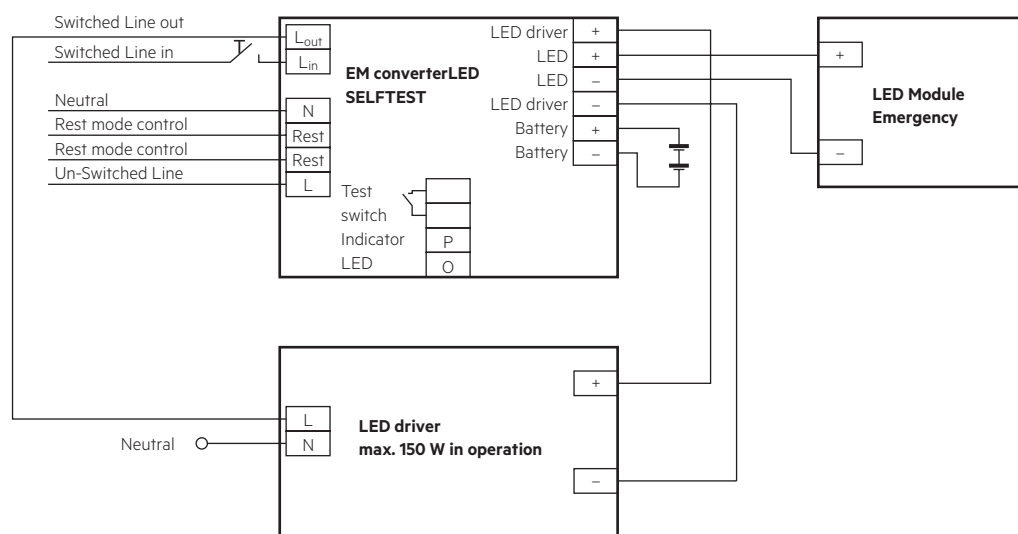 Switched Line out
Switched Line in
Neutral
Rest mode control
Rest mode control
Un-Switched Line
Lout
Lin
N
Rest
Rest
L
EM converterLED
SELFTEST
Test
switch
Indicator
LED
P
O
LED driver +
LED +
LED –
LED driver –
Battery +
Battery –
+
–
LED Module
Emergency
Neutral
L
N
LED driver
max. 150 W in operation
+
–